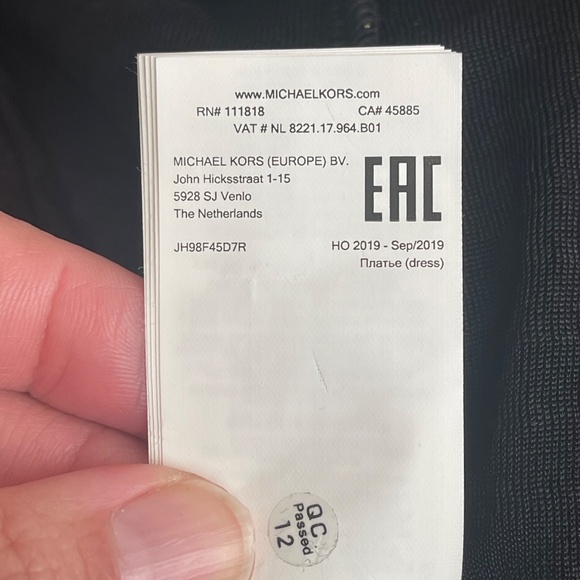 www.MICHAELKORS.com
RN# 111818 CA# 45885
VAT # NL 8221.17.964.B01
MICHAEL KORS (EUROPE) BV.
John Hicksstraat 1-15
5928 SJ Venlo
The Netherlands
EAC
JH98F45D7R HO 2019 - Sep/2019
Платье (dress)
QC
Passed
12